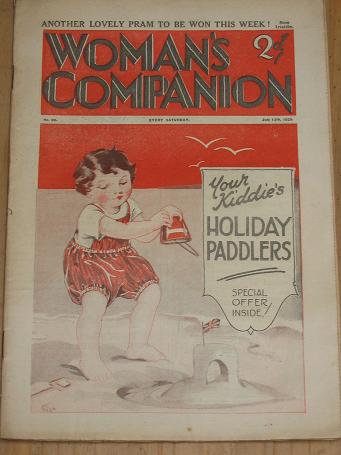 ANOTHER LOVELY PRAM TO BE WON THIS WEEK!
WOMAN'S 2D
COMPANION
EVERY SATURDAY.
Your
Kiddie's
HOLIDAY
PADDLERS
SPECIAL
OFFER
INSIDE!